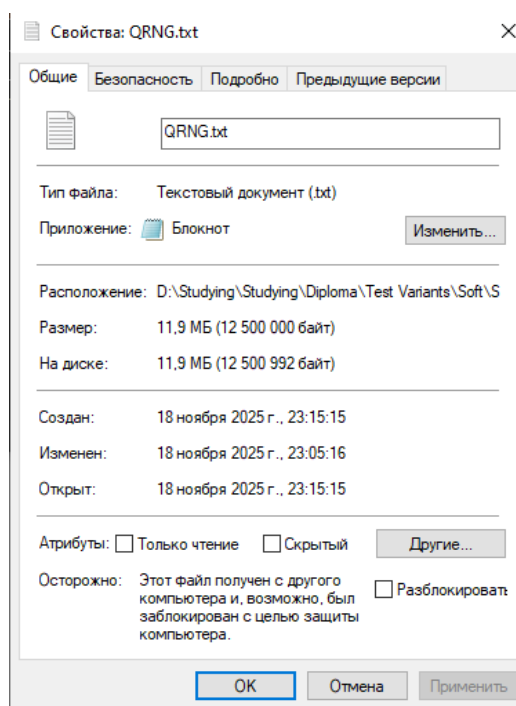 Свойства: QRNG.txt
Общие Безопасность Подробно Предыдущие версии
QRNG.txt
Тип файла: Текстовый документ (.txt)
Приложение: Блокнот Изменить...
Расположение: D:\Studying\Studying\Diploma\Test Variants\Soft\S
Размер: 11,9 МБ (12 500 000 байт)
На диске: 11,9 МБ (12 500 992 байт)
Создан: 18 ноября 2025 г., 23:15:15
Изменен: 18 ноября 2025 г., 23:05:16
Открыт: 18 ноября 2025 г., 23:15:15
Атрибуты: Только чтение Скрытый Другие...
Осторожно: Этот файл получен с другого
компьютера и, возможно, был
заблокирован с целью защиты
компьютера.
Разблокировать
OK Отмена Применить